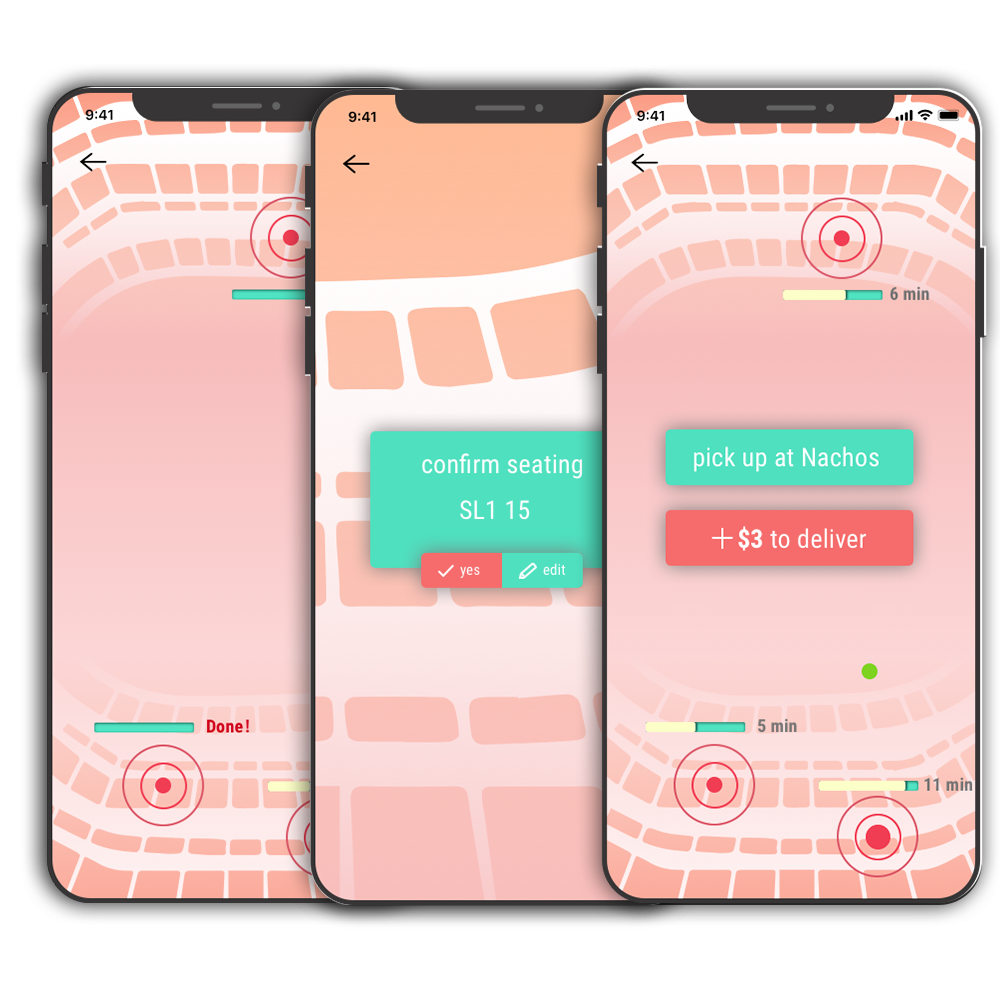 9:41
Done!
9:41
confirm seating
SL1 15
yes
edit
9:41
6 min
pick up at Nachos
+ $3 to deliver
5 min
11 min